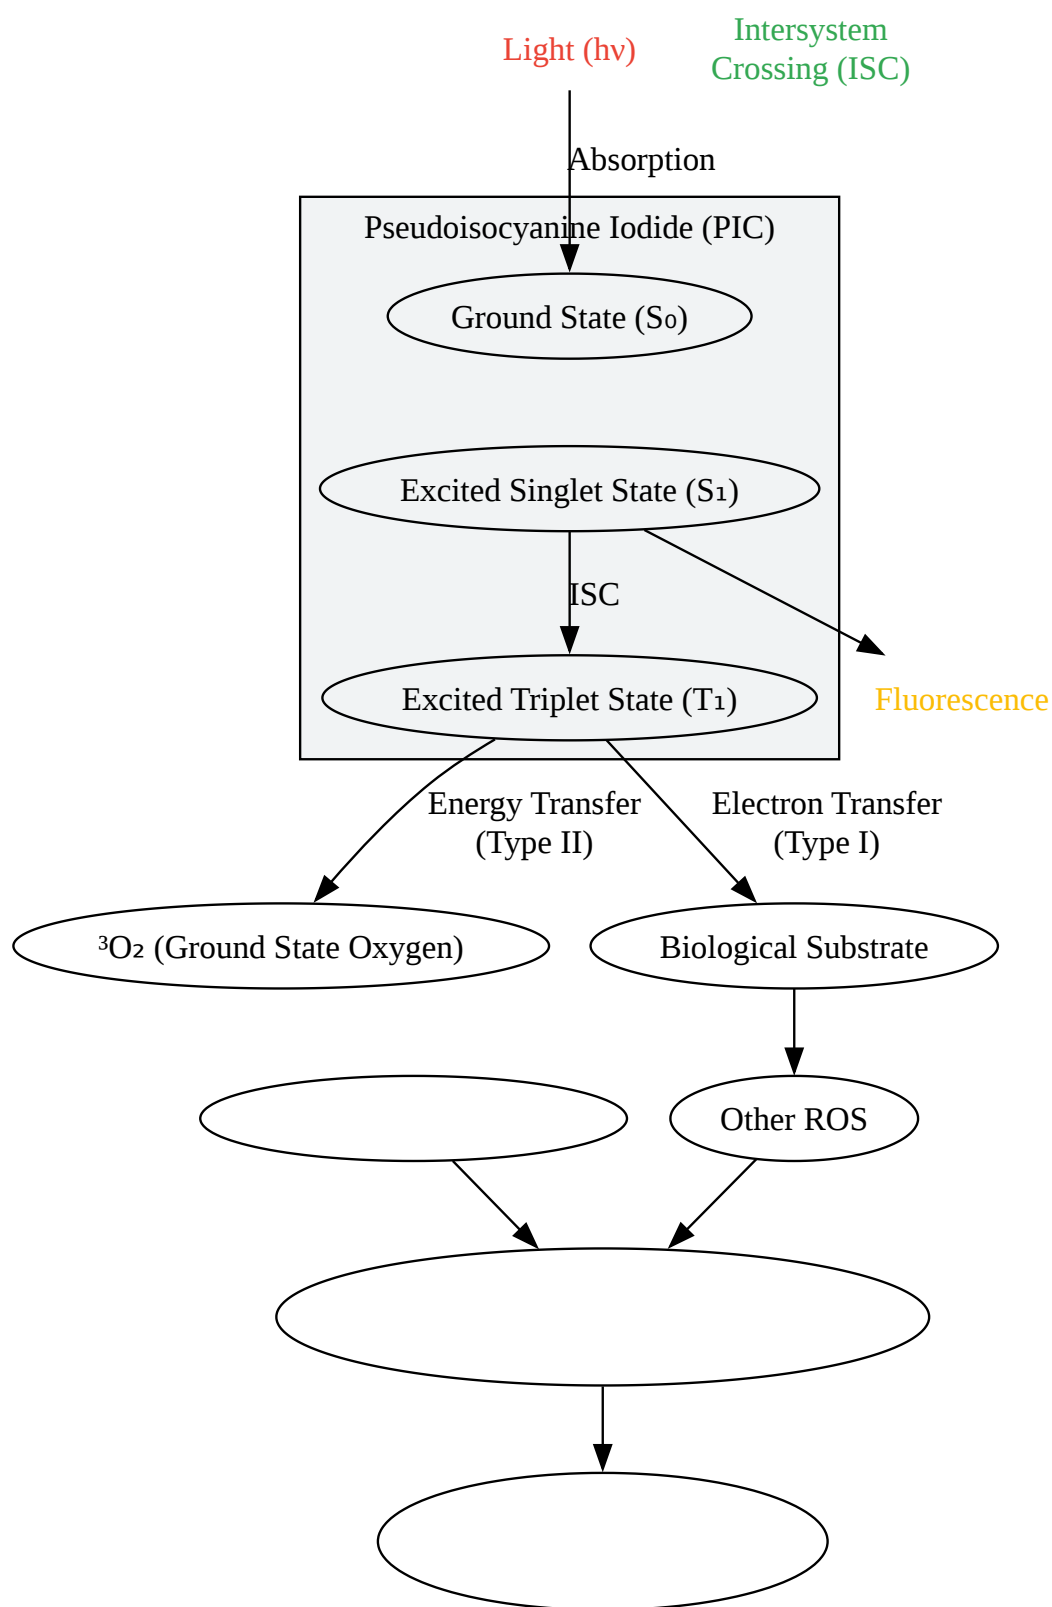 Light (hν)
Intersystem
Crossing (ISC)
Absorption
Pseudoisocyanine Iodide (PIC)
Ground State (S₀)
Excited Singlet State (S₁)
ISC
Excited Triplet State (T₁)
Fluorescence
Energy Transfer
(Type II)
Electron Transfer
(Type I)
³O₂ (Ground State Oxygen)
Biological Substrate
Other ROS